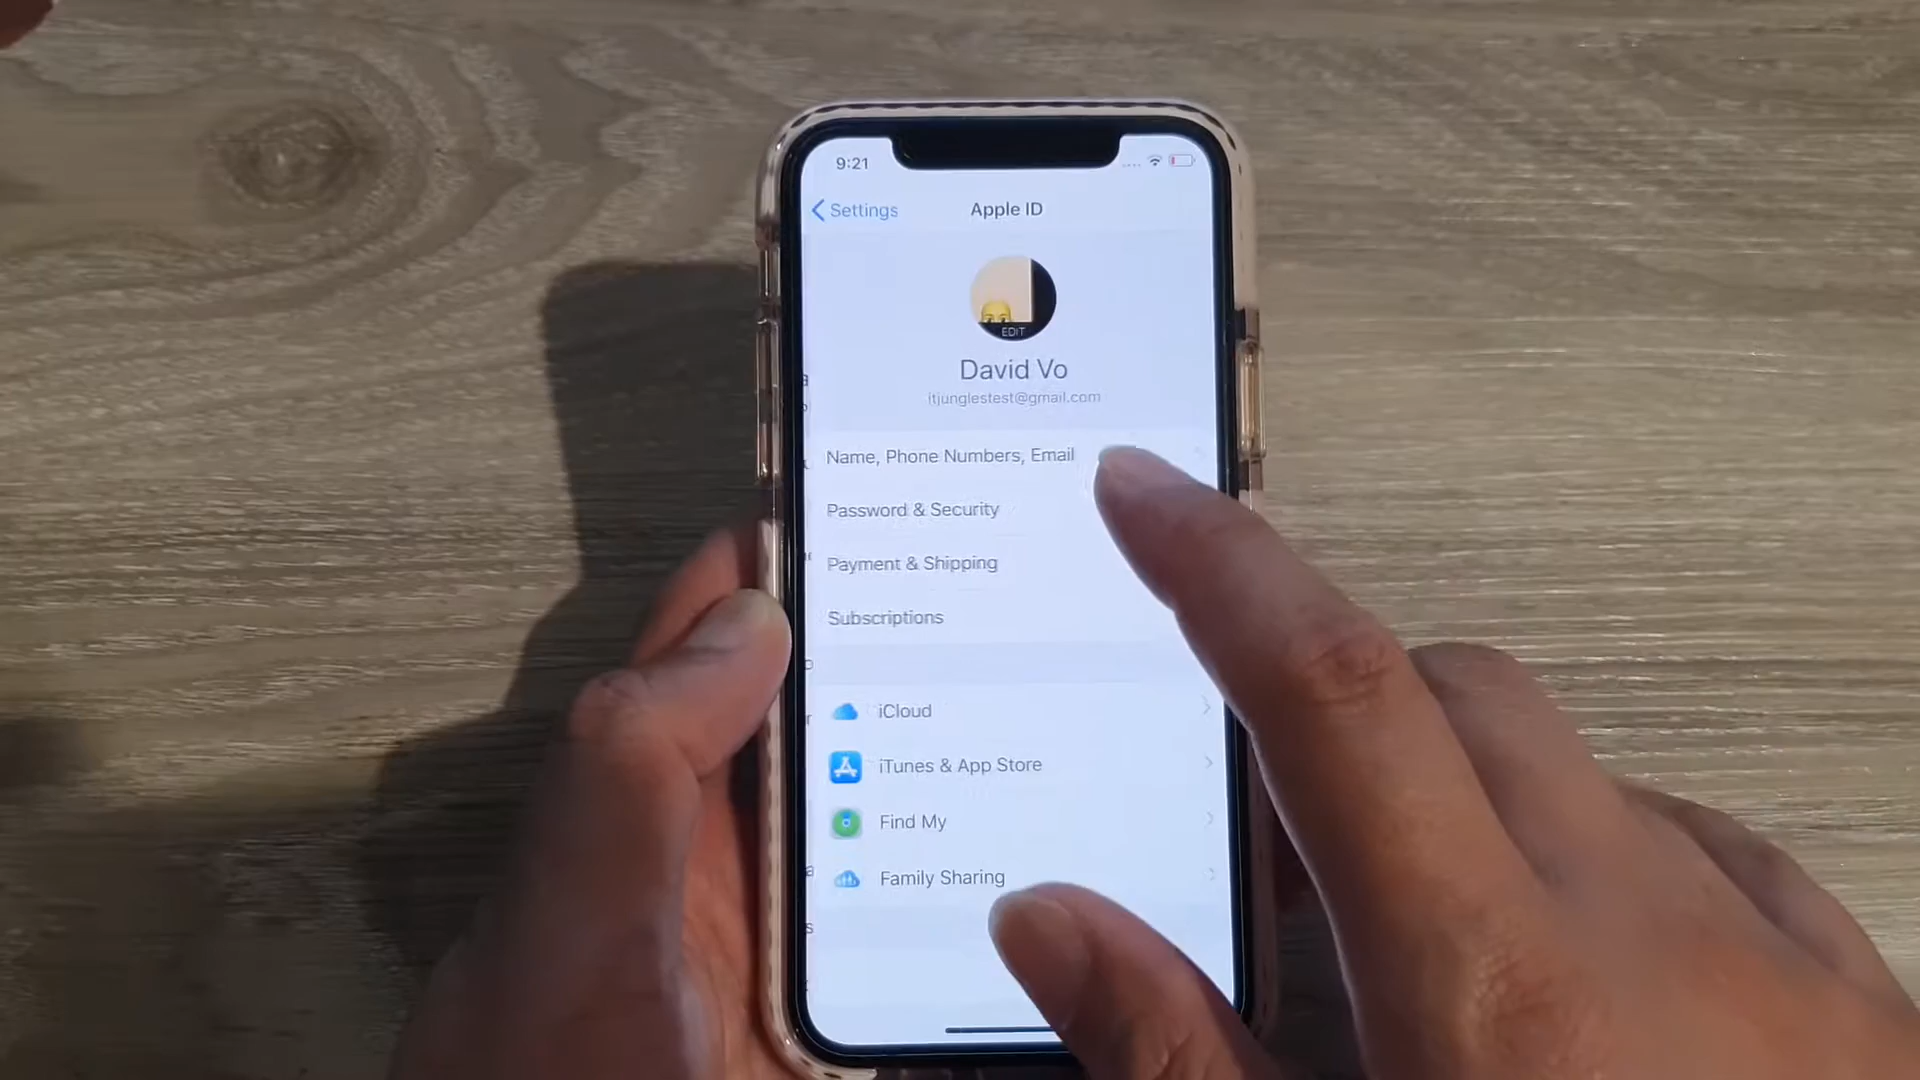 9:21
Settings
Apple ID
EDIT
David Vo
itjunglestest@gmail.com
Name, Phone Numbers, Email
Password & Security
Payment & Shipping
Subscriptions
iCloud
iTunes & App Store
Find My
Family Sharing